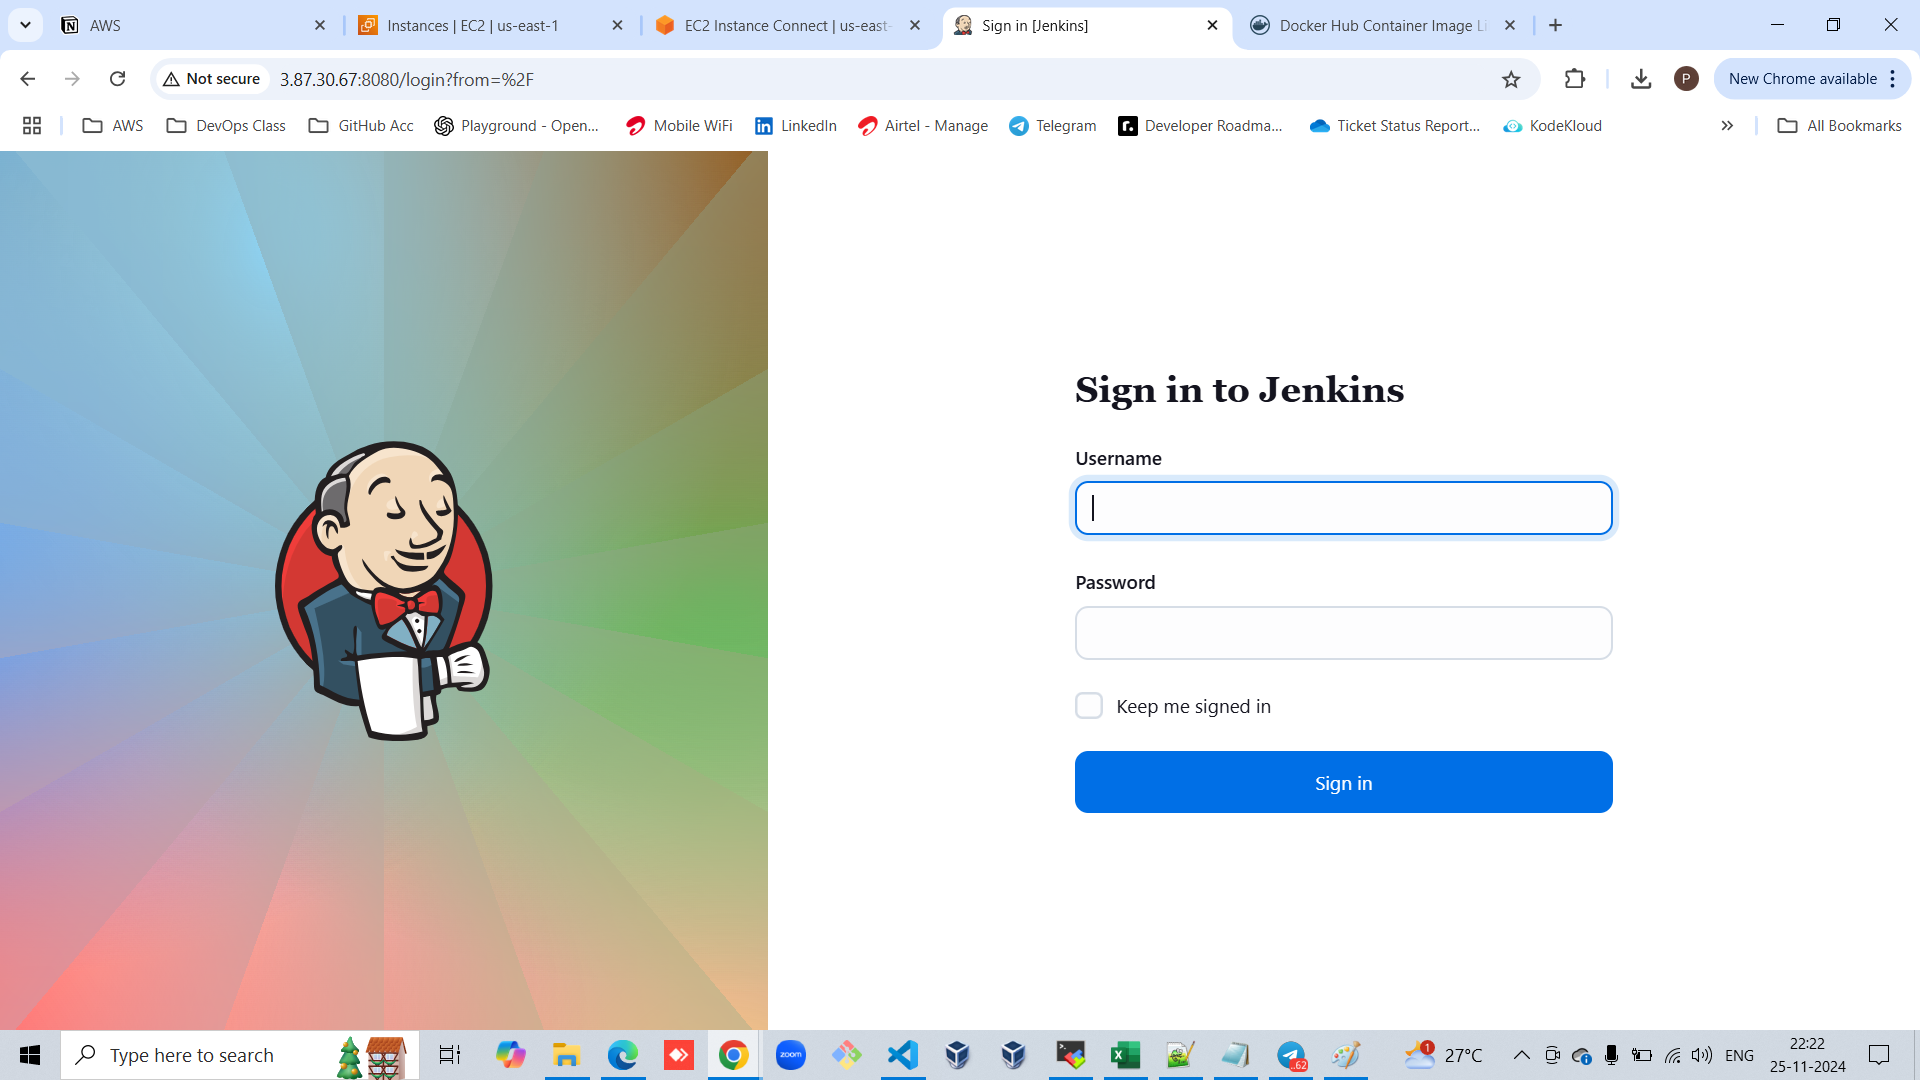 AWS
Instances | EC2 | us-east-1
EC2 Instance Connect | us-east-
Sign in [Jenkins]
Docker Hub Container Image Li
Not secure
3.87.30.67:8080/login?from=%2F
P
New Chrome available
AWS
DevOps Class
GitHub Acc
Playground - Open...
Mobile WiFi
LinkedIn
Airtel - Manage
Telegram
Developer Roadma...
Ticket Status Report...
KodeKloud
All Bookmarks
Sign in to Jenkins
Username
Password
Keep me signed in
Sign in
Type here to search
zoom
62
1
27°C
ENG
22:22
25-11-2024